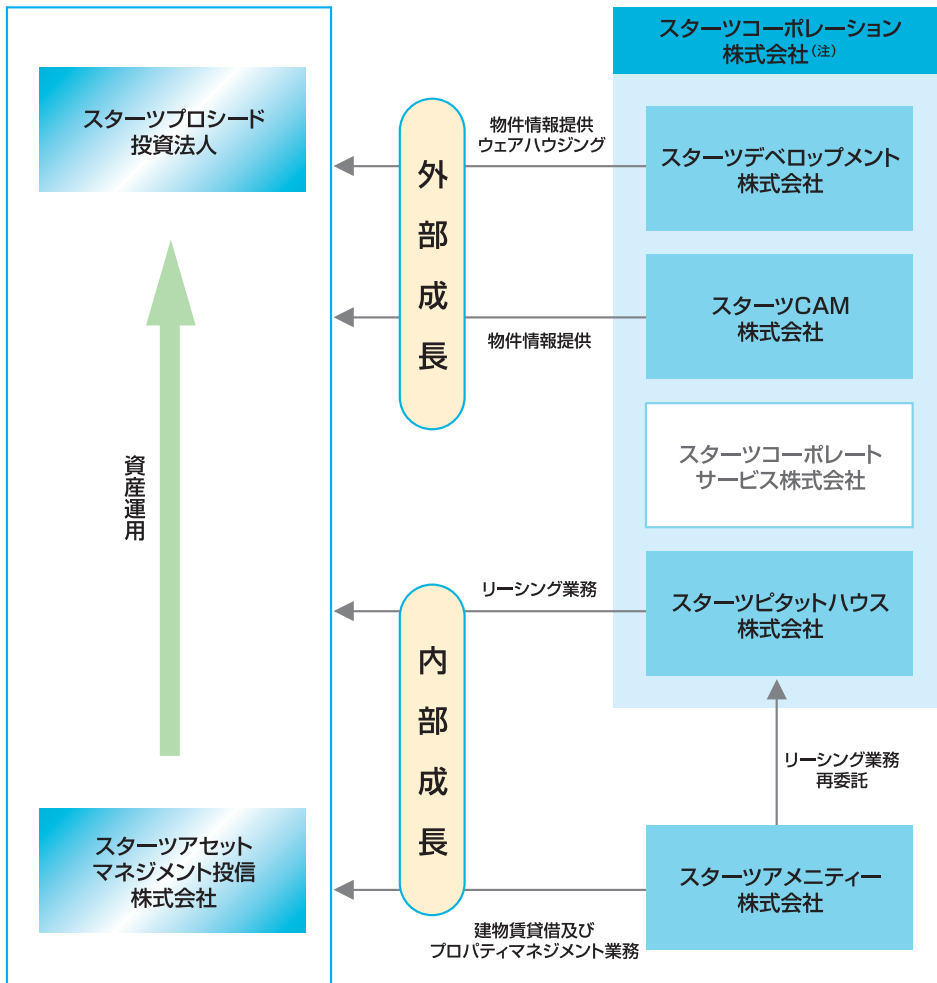 スターツコーポレーション
株式会社(注)
スターツプロシード
投資法人
外部成長
物件情報提供
ウェアハウジング
スターツデベロップメント
株式会社
スターツCAM
株式会社
物件情報提供
スターツコーポレート
サービス株式会社
資産運用
内部成長
リーシング業務
スターツピタットハウス
株式会社
リーシング業務
再委託
スターツアセット
マネジメント投信
株式会社
スターツアメニティー
株式会社
建物賃貸借及び
プロパティマネジメント業務